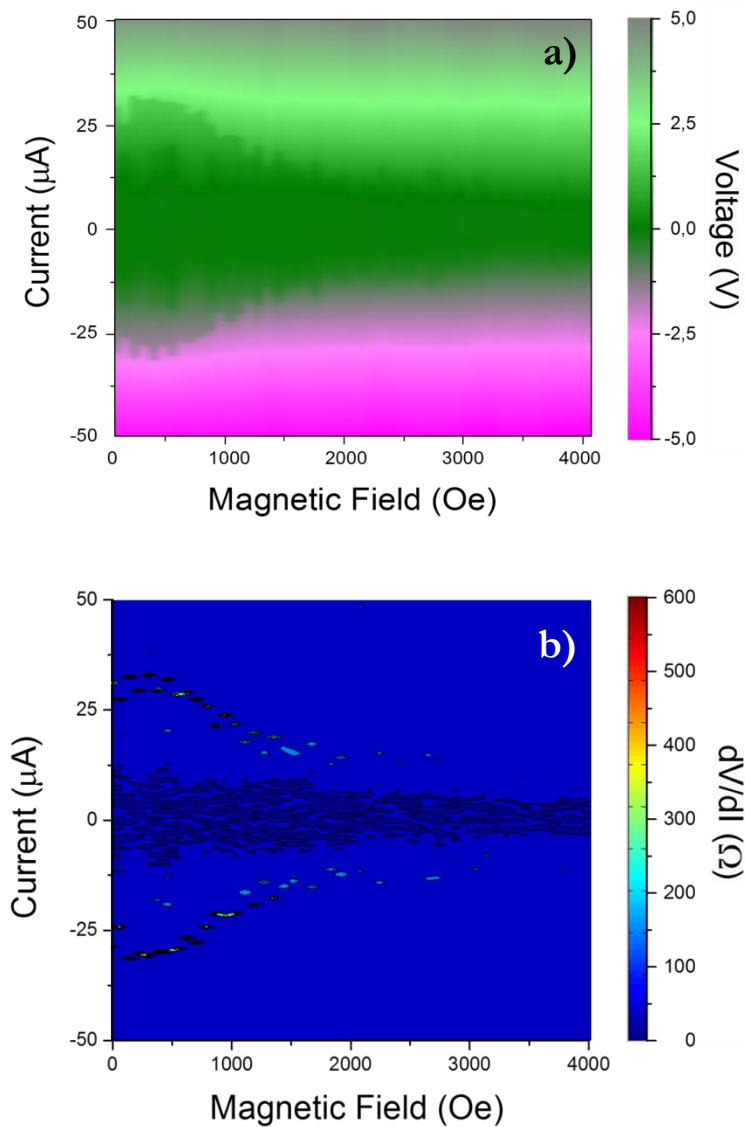 a)
50
25
0
-25
-50
Current (µA)
0 1000 2000 3000 4000
Magnetic Field (Oe)
5,0
2,5
0,0
-2,5
-5,0
Voltage (V)
b)
50
25
0
-25
-50
Current (µA)
0 1000 2000 3000 4000
Magnetic Field (Oe)
600
500
400
300
200
100
0
dV/dI (Ω)